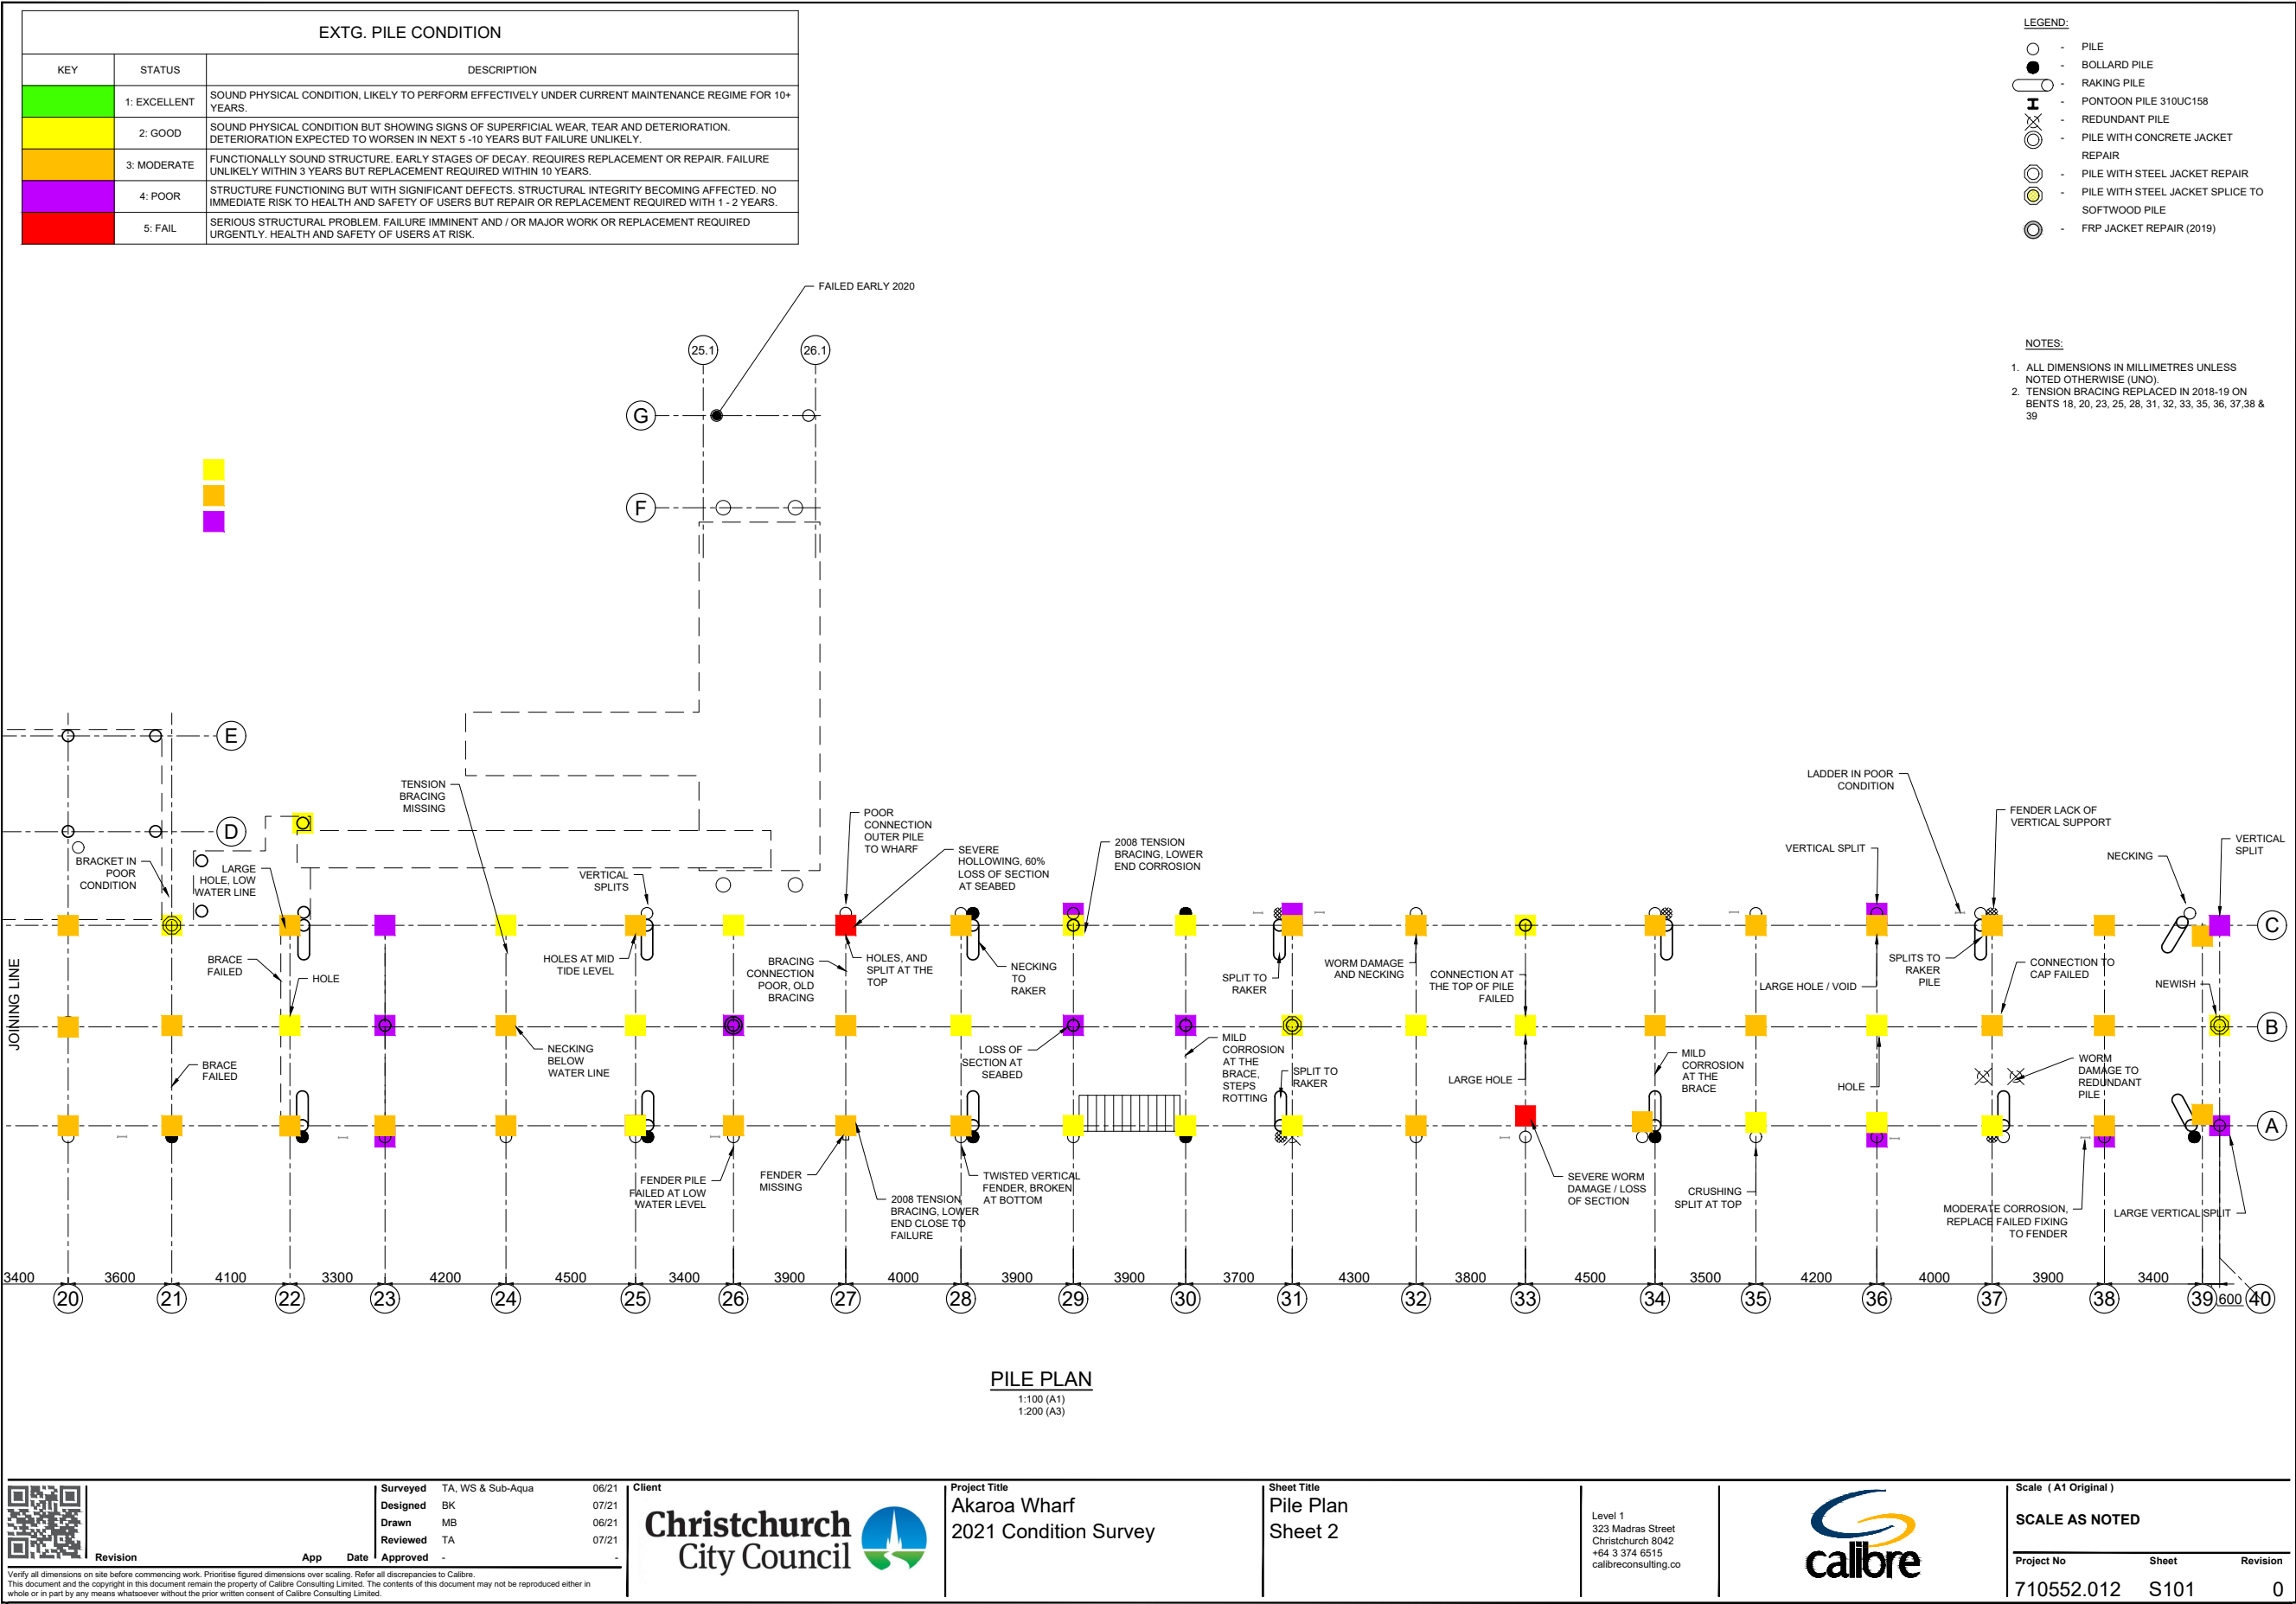 EXTG. PILE CONDITION
KEY
STATUS
DESCRIPTION
1: EXCELLENT
SOUND PHYSICAL CONDITION, LIKELY TO PERFORM EFFECTIVELY UNDER CURRENT MAINTENANCE REGIME FOR 10+
YEARS.
2: GOOD
SOUND PHYSICAL CONDITION BUT SHOWING SIGNS OF SUPERFICIAL WEAR, TEAR AND DETERIORATION.
DETERIORATION EXPECTED TO WORSEN IN NEXT 5 -10 YEARS BUT FAILURE UNLIKELY.
3: MODERATE
FUNCTIONALLY SOUND STRUCTURE. EARLY STAGES OF DECAY. REQUIRES REPLACEMENT OR REPAIR. FAILURE
UNLIKELY WITHIN 3 YEARS BUT REPLACEMENT REQUIRED WITHIN 10 YEARS.
4: POOR
STRUCTURE FUNCTIONING BUT WITH SIGNIFICANT DEFECTS. STRUCTURAL INTEGRITY BECOMING AFFECTED. NO
IMMEDIATE RISK TO HEALTH AND SAFETY OF USERS BUT REPAIR OR REPLACEMENT REQUIRED WITH 1 - 2 YEARS.
5: FAIL
SERIOUS STRUCTURAL PROBLEM. FAILURE IMMINENT AND / OR MAJOR WORK OR REPLACEMENT REQUIRED
URGENTLY. HEALTH AND SAFETY OF USERS AT RISK.
LEGEND:
- PILE
- BOLLARD PILE
- RAKING PILE
- PONTOON PILE 310UC158
- REDUNDANT PILE
- PILE WITH CONCRETE JACKET
REPAIR
- PILE WITH STEEL JACKET REPAIR
- PILE WITH STEEL JACKET SPLICE TO
SOFTWOOD PILE
- FRP JACKET REPAIR (2019)
NOTES:
1. ALL DIMENSIONS IN MILLIMETRES UNLESS
NOTED OTHERWISE (UNO).
2. TENSION BRACING REPLACED IN 2018-19 ON
BENTS 18, 20, 23, 25, 28, 31, 32, 33, 35, 36, 37,38 &
39
FAILED EARLY 2020
25.1
26.1
G
F
E
D
C
B
A
JOINING LINE
BRACKET IN
POOR
CONDITION
LARGE
HOLE, LOW
WATER LINE
TENSION
BRACING
MISSING
VERTICAL
SPLITS
POOR
CONNECTION
OUTER PILE
TO WHARF
SEVERE
HOLLOWING, 60%
LOSS OF SECTION
AT SEABED
2008 TENSION
BRACING, LOWER
END CORROSION
LADDER IN POOR
CONDITION
VERTICAL SPLIT
FENDER LACK OF
VERTICAL SUPPORT
NECKING
VERTICAL
SPLIT
BRACE
FAILED
HOLE
HOLES AT MID
TIDE LEVEL
BRACING
CONNECTION
POOR, OLD
BRACING
HOLES, AND
SPLIT AT THE
TOP
NECKING
TO
RAKER
SPLIT TO
RAKER
WORM DAMAGE
AND NECKING
CONNECTION AT
THE TOP OF PILE
FAILED
LARGE HOLE / VOID
SPLITS TO
RAKER
PILE
CONNECTION TO
CAP FAILED
NEWISH
BRACE
FAILED
NECKING
BELOW
WATER LINE
LOSS OF
SECTION AT
SEABED
MILD
CORROSION
AT THE
BRACE,
STEPS
ROTTING
SPLIT TO
RAKER
LARGE HOLE
MILD
CORROSION
AT THE
BRACE
HOLE
WORM
DAMAGE TO
REDUNDANT
PILE
FENDER PILE
FAILED AT LOW
WATER LEVEL
FENDER
MISSING
2008 TENSION
BRACING, LOWER
END CLOSE TO
FAILURE
TWISTED VERTICAL
FENDER, BROKEN
AT BOTTOM
SEVERE WORM
DAMAGE / LOSS
OF SECTION
CRUSHING
SPLIT AT TOP
MODERATE CORROSION,
REPLACE FAILED FIXING
TO FENDER
LARGE VERTICAL SPLIT
3400 3600 4100 3300 4200 4500 3400 3900 4000 3900 3900 3700 4300 3800 4500 3500 4200 4000 3900 3400 600
20 21 22 23 24 25 26 27 28 29 30 31 32 33 34 35 36 37 38 39 40
PILE PLAN
1:100 (A1)
1:200 (A3)
Revision App Date
Surveyed TA, WS & Sub-Aqua 06/21
Designed BK 07/21
Drawn MB 06/21
Reviewed TA 07/21
Approved - -
Verify all dimensions on site before commencing work. Prioritise figured dimensions over scaling. Refer all discrepancies to Calibre.
This document and the copyright in this document remain the property of Calibre Consulting Limited. The contents of this document may not be reproduced either in
whole or in part by any means whatsoever without the prior written consent of Calibre Consulting Limited.
Client
Christchurch
City Council
Project Title
Akaroa Wharf
2021 Condition Survey
Sheet Title
Pile Plan
Sheet 2
Level 1
323 Madras Street
Christchurch 8042
+64 3 374 6515
calibreconsulting.co
calibre
Scale ( A1 Original )
SCALE AS NOTED
Project No Sheet Revision
710552.012 S101 0